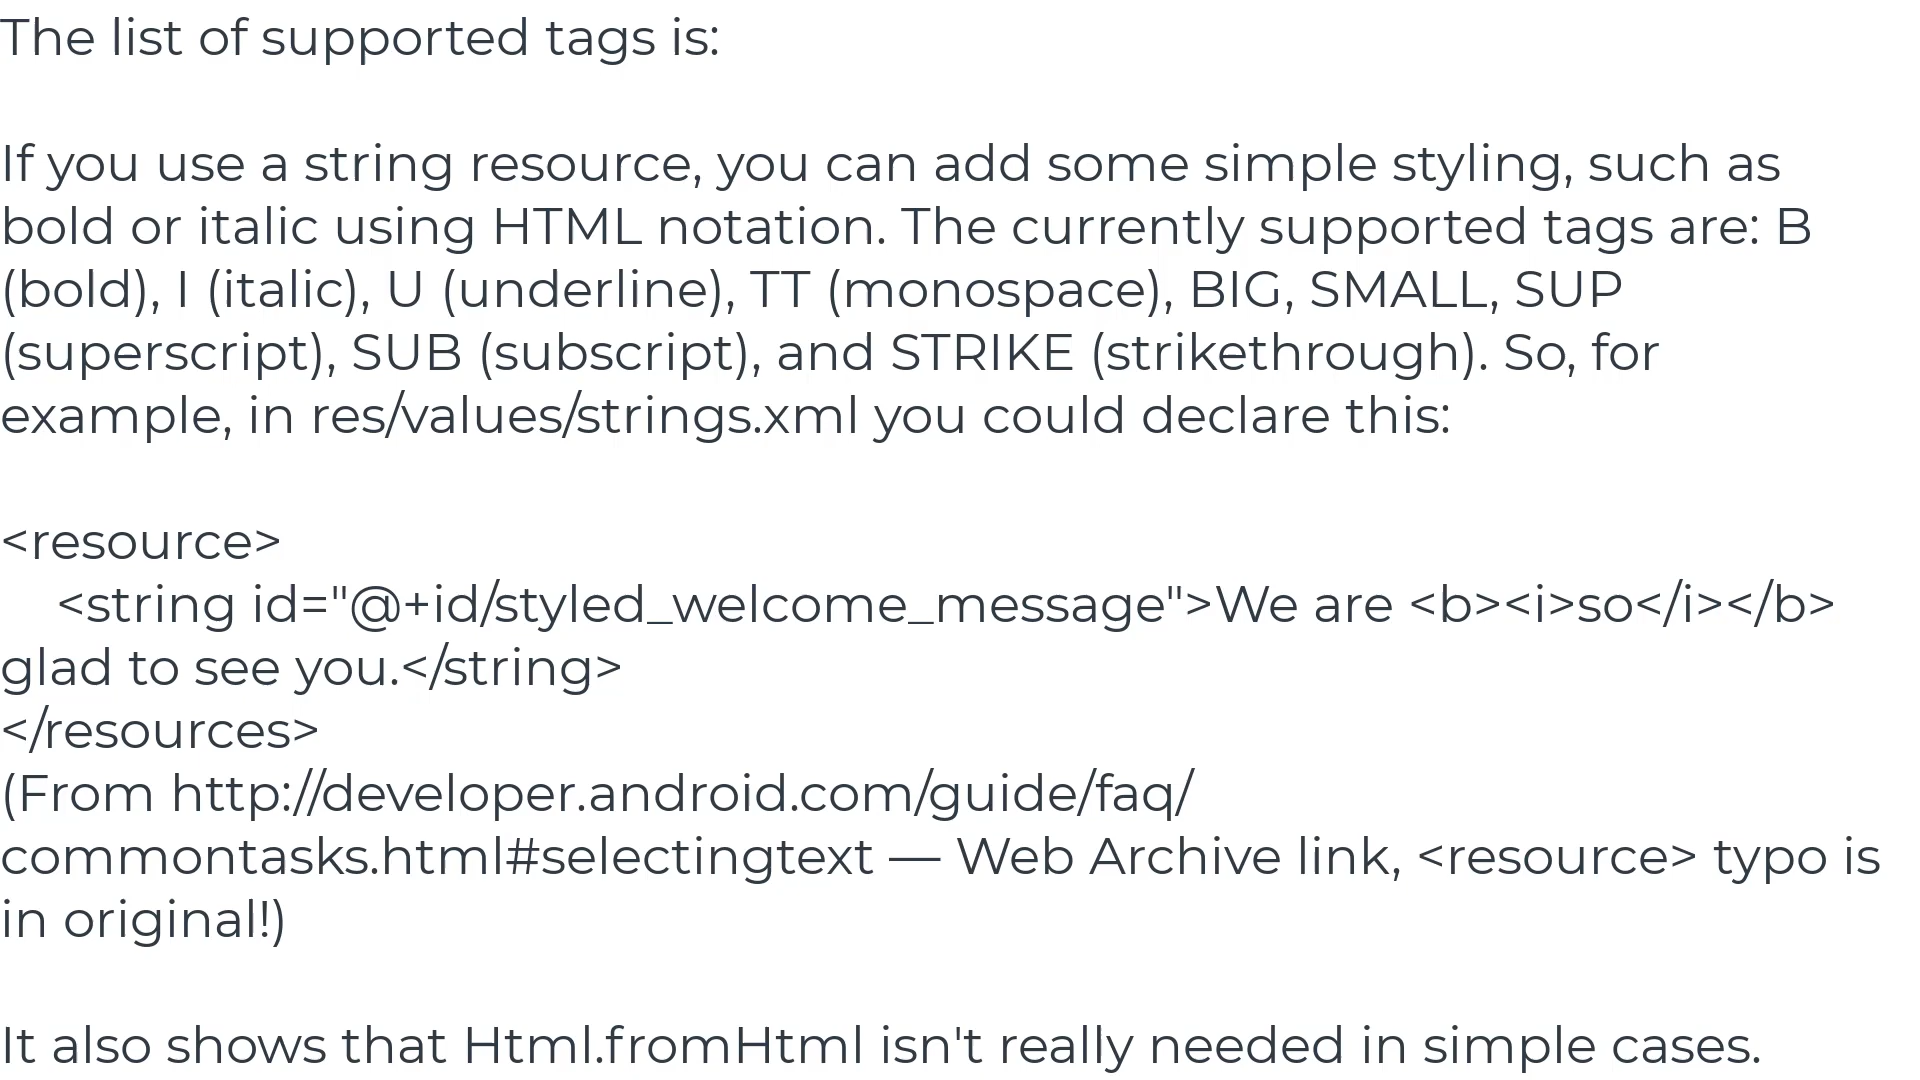 The list of supported tags is:
If you use a string resource, you can add some simple styling, such as
bold or italic using HTML notation. The currently supported tags are: B
(bold), I (italic), U (underline), TT (monospace), BIG, SMALL, SUP
(superscript), SUB (subscript), and STRIKE (strikethrough). So, for
example, in res/values/strings.xml you could declare this:
<resource>
    <string id="@+id/styled_welcome_message">We are <b><i>so</i></b>
glad to see you.</string>
</resources>
(From http://developer.android.com/guide/faq/
commontasks.html#selectingtext — Web Archive link, <resource> typo is
in original!)
It also shows that Html.fromHtml isn't really needed in simple cases.